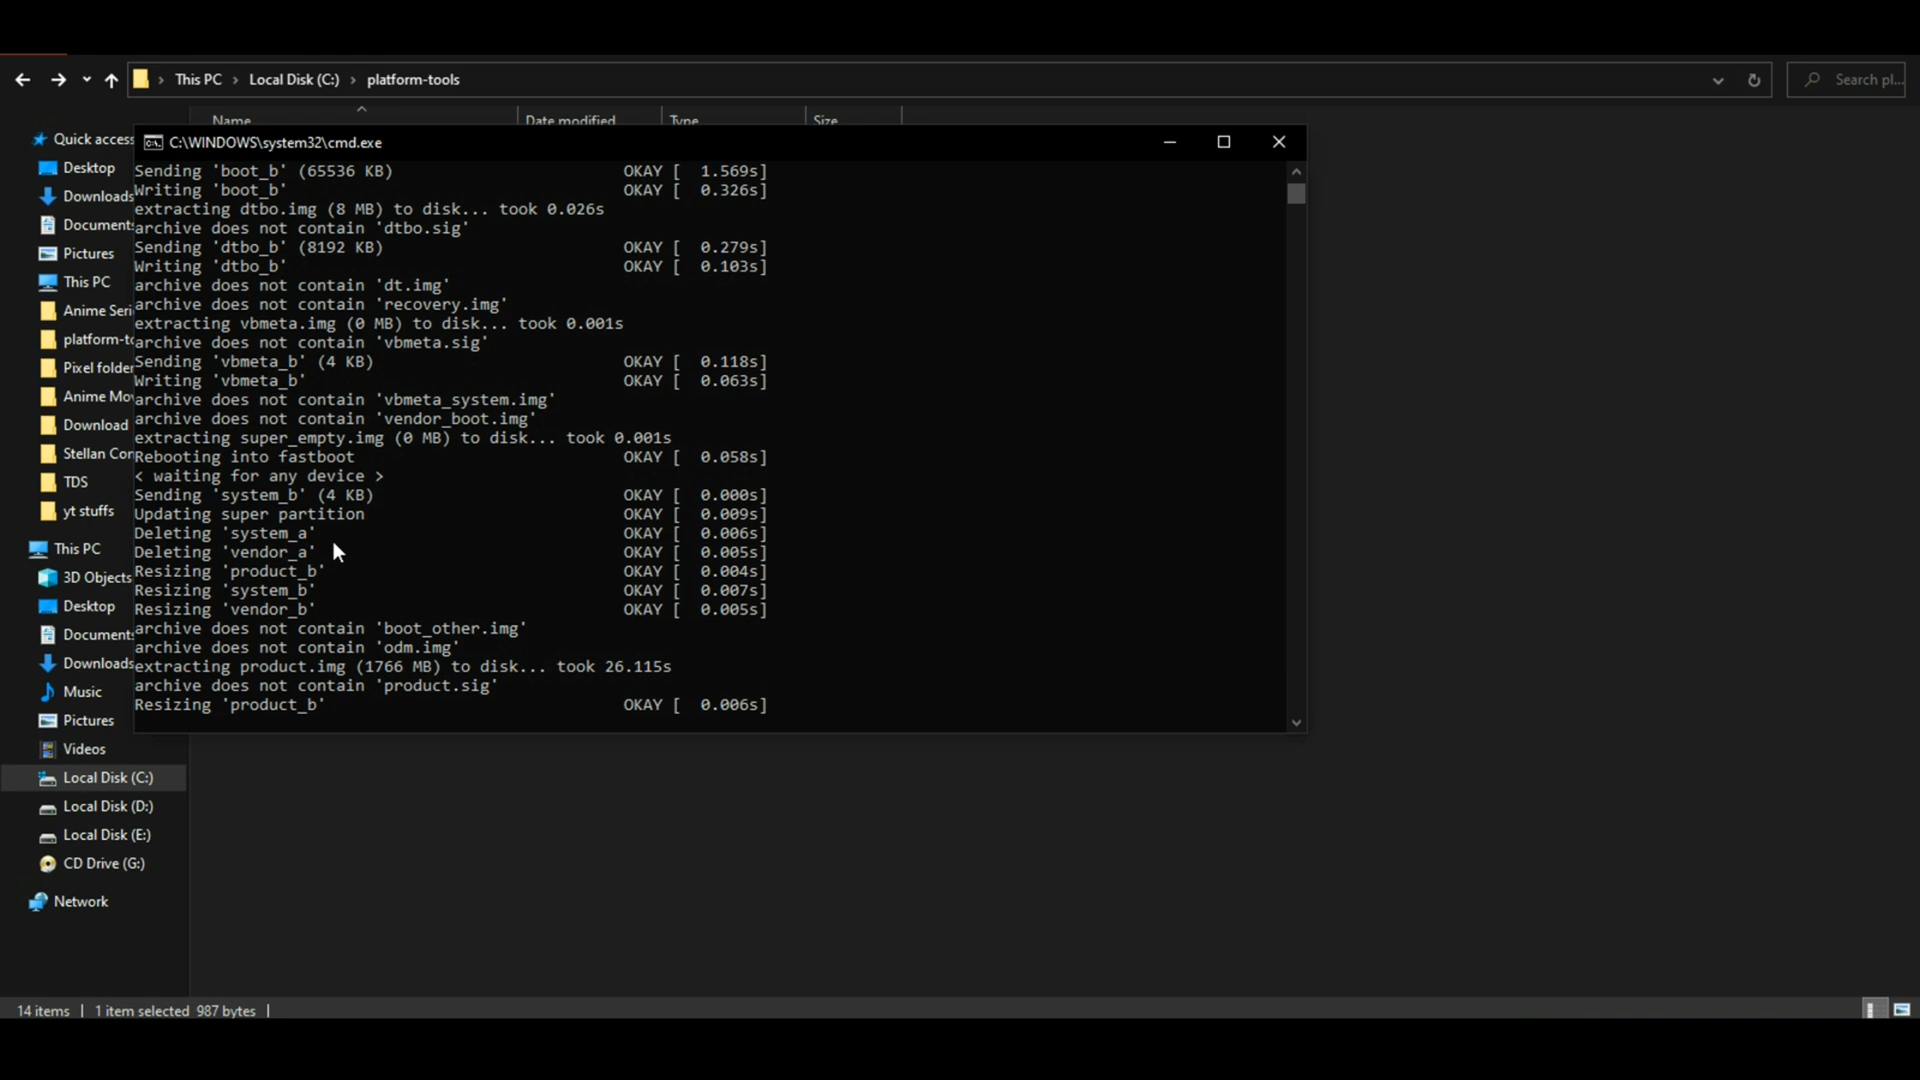 This PC > Local Disk (C:) > platform-tools
Search pl...
Name Date modified Type Size
Quick access
Desktop
Downloads
Documents
Pictures
This PC
Anime Seri
platform-to
Pixel folder
Anime Mov
Download
Stellan Con
TDS
yt stuffs
This PC
3D Objects
Desktop
Documents
Downloads
Music
Pictures
Videos
Local Disk (C:)
Local Disk (D:)
Local Disk (E:)
CD Drive (G:)
Network
C:\WINDOWS\system32\cmd.exe
Sending 'boot_b' (65536 KB) OKAY [ 1.569s]
Writing 'boot_b' OKAY [ 0.326s]
extracting dtbo.img (8 MB) to disk... took 0.026s
archive does not contain 'dtbo.sig'
Sending 'dtbo_b' (8192 KB) OKAY [ 0.279s]
Writing 'dtbo_b' OKAY [ 0.103s]
archive does not contain 'dt.img'
archive does not contain 'recovery.img'
extracting vbmeta.img (0 MB) to disk... took 0.001s
archive does not contain 'vbmeta.sig'
Sending 'vbmeta_b' (4 KB) OKAY [ 0.118s]
Writing 'vbmeta_b' OKAY [ 0.063s]
archive does not contain 'vbmeta_system.img'
archive does not contain 'vendor_boot.img'
extracting super_empty.img (0 MB) to disk... took 0.001s
Rebooting into fastboot OKAY [ 0.058s]
< waiting for any device >
Sending 'system_b' (4 KB) OKAY [ 0.000s]
Updating super partition OKAY [ 0.009s]
Deleting 'system_a' OKAY [ 0.006s]
Deleting 'vendor_a' OKAY [ 0.005s]
Resizing 'product_b' OKAY [ 0.004s]
Resizing 'system_b' OKAY [ 0.007s]
Resizing 'vendor_b' OKAY [ 0.005s]
archive does not contain 'boot_other.img'
archive does not contain 'odm.img'
extracting product.img (1766 MB) to disk... took 26.115s
archive does not contain 'product.sig'
Resizing 'product_b' OKAY [ 0.006s]
14 items | 1 item selected 987 bytes |